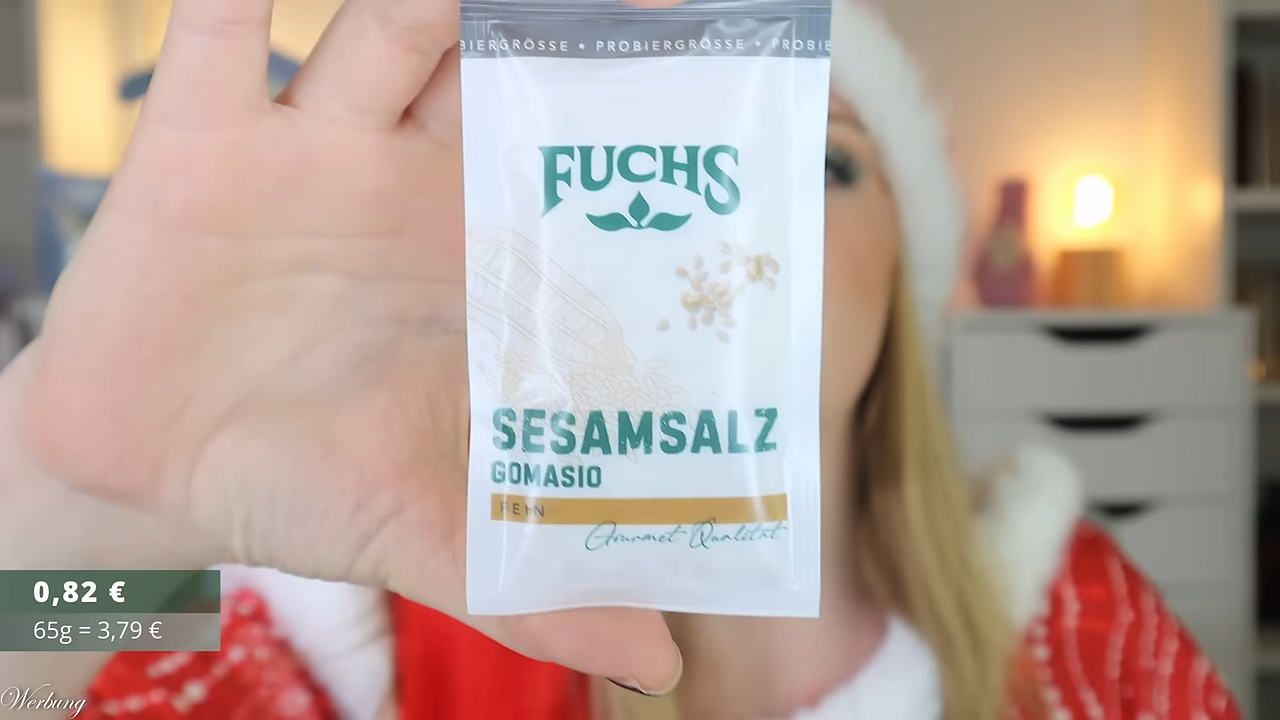 BIERGRÖSSE • PROBIERGRÖSSE • PROBIE
FUCHS
SESAMSALZ
GOMASIO
FEIN
Gourmet Qualität
0,82 €
65g = 3,79 €
Werbung